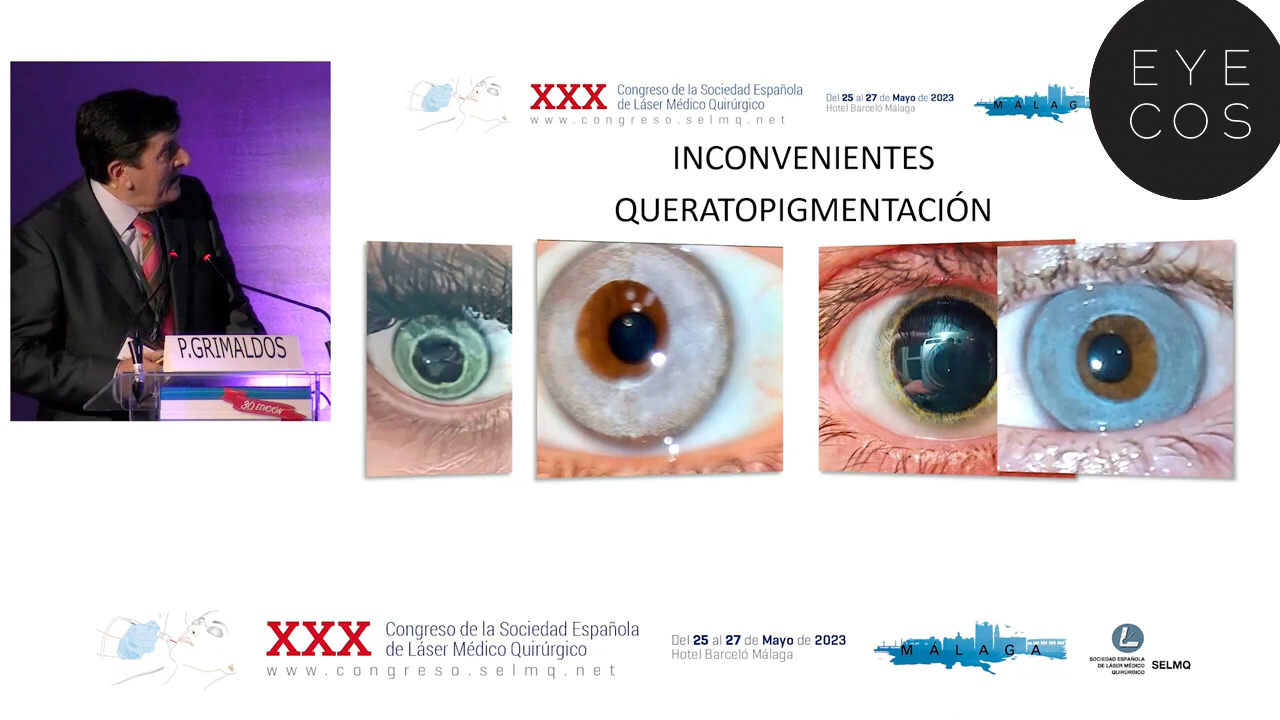 XXX
Congreso de la Sociedad Española
de Láser Médico Quirúrgico
www.congreso.selmq.net
Del 25 al 27 de Mayo de 2023
Hotel Barceló Málaga
MÁLAG
EYE
COS
INCONVENIENTES
QUERATOPIGMENTACIÓN
P.GRIMALDOS
30 EDICIÓN
XXX
Congreso de la Sociedad Española
de Láser Médico Quirúrgico
www.congreso.selmq.net
Del 25 al 27 de Mayo de 2023
Hotel Barceló Málaga
MÁLAGA
SOCIEDAD ESPAÑOLA
DE LÁSER MÉDICO
QUIRÚRGICO
SELMQ